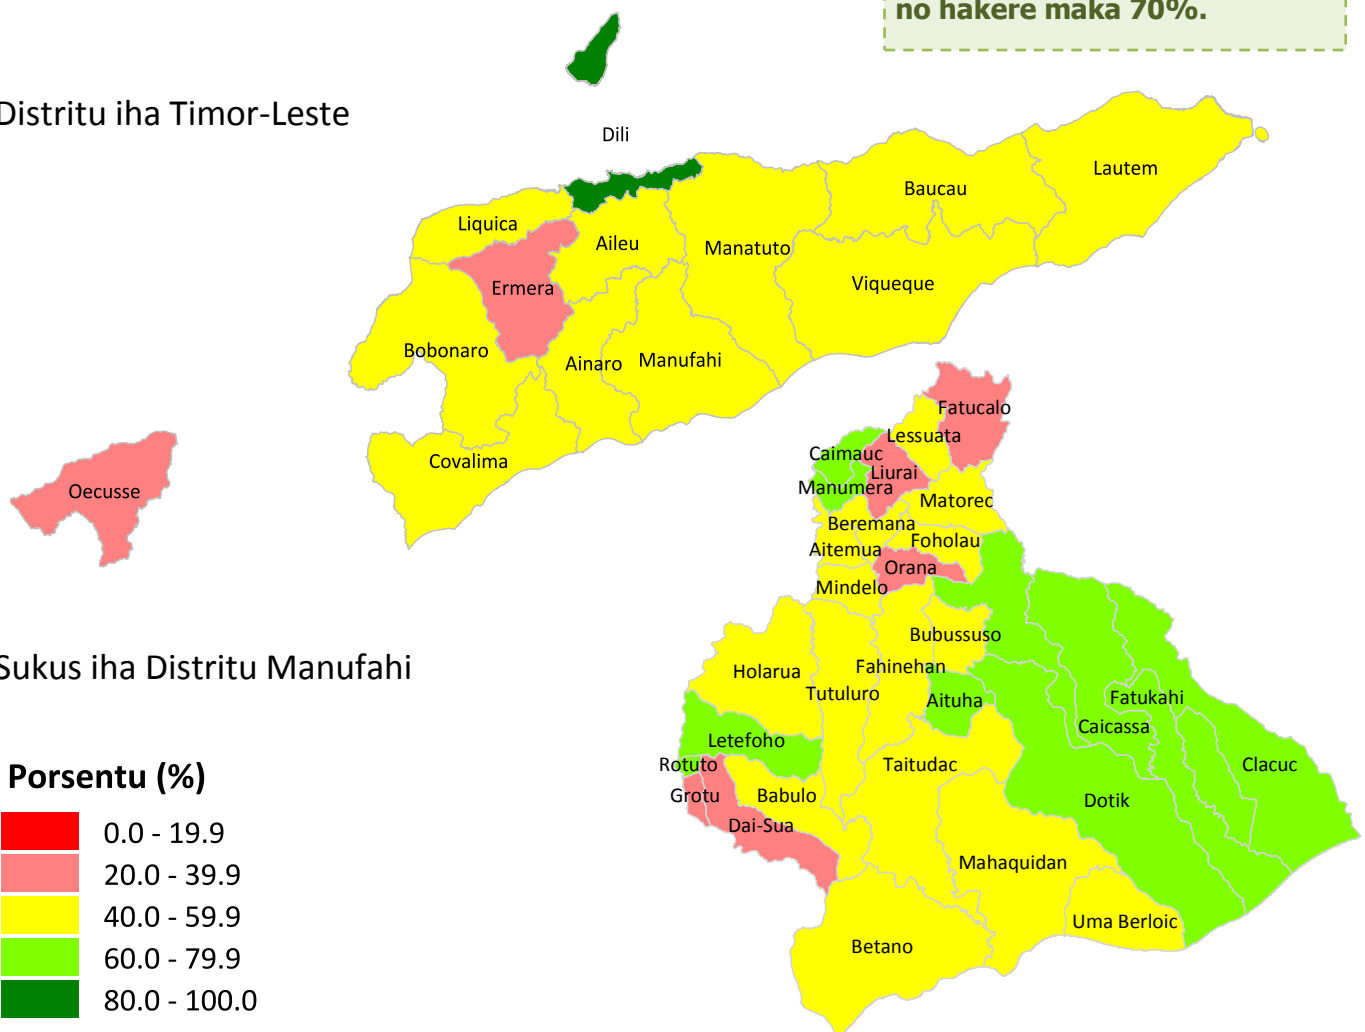 no hakere maka 70%.
Distritu iha Timor-Leste
Dili
Lautem
Baucau
Liquica
Aileu
Manatuto
Viqueque
Ermera
Bobonaro
Ainaro
Manufahi
Covalima
Oecusse
Fatucalo
Lessuata
Caimauc
Liurai
Manumera
Matorec
Beremana
Foholau
Aitemua
Orana
Mindelo
Bubussuso
Sukus iha Distritu Manufahi
Holarua
Fahinehan
Tutuluro
Aituha
Fatukahi
Caicassa
Letefoho
Rotuto
Taitudac
Clacuc
Grotu
Babulo
Dotik
Dai-Sua
Mahaquidan
Uma Berloic
Betano
Porsentu (%)
0.0 - 19.9
20.0 - 39.9
40.0 - 59.9
60.0 - 79.9
80.0 - 100.0